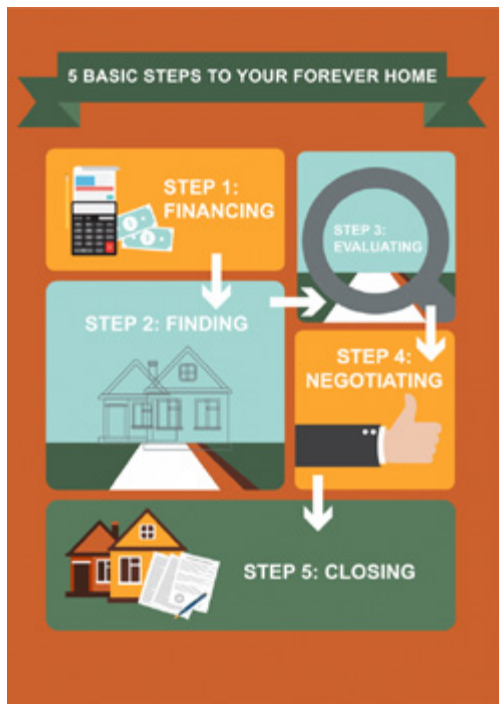 5 BASIC STEPS TO YOUR FOREVER HOME
STEP 1:
FINANCING
STEP 2: FINDING
STEP 3:
EVALUATING
STEP 4:
NEGOTIATING
STEP 5: CLOSING